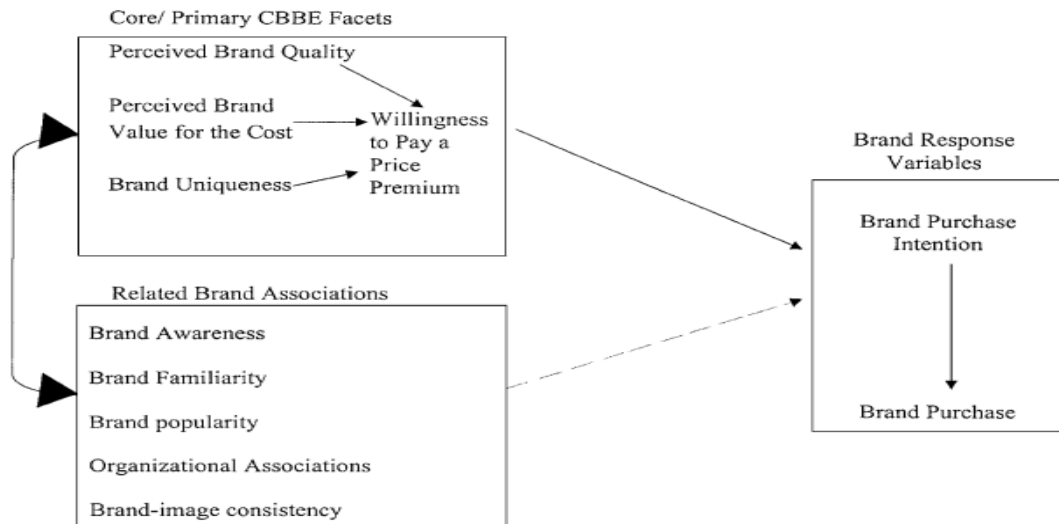 Core/ Primary CBBE Facets
Perceived Brand Quality
Perceived Brand
Value for the Cost
Brand Uniqueness
Willingness
to Pay a
Price
Premium
Related Brand Associations
Brand Awareness
Brand Familiarity
Brand popularity
Organizational Associations
Brand-image consistency
Brand Response
Variables
Brand Purchase
Intention
Brand Purchase